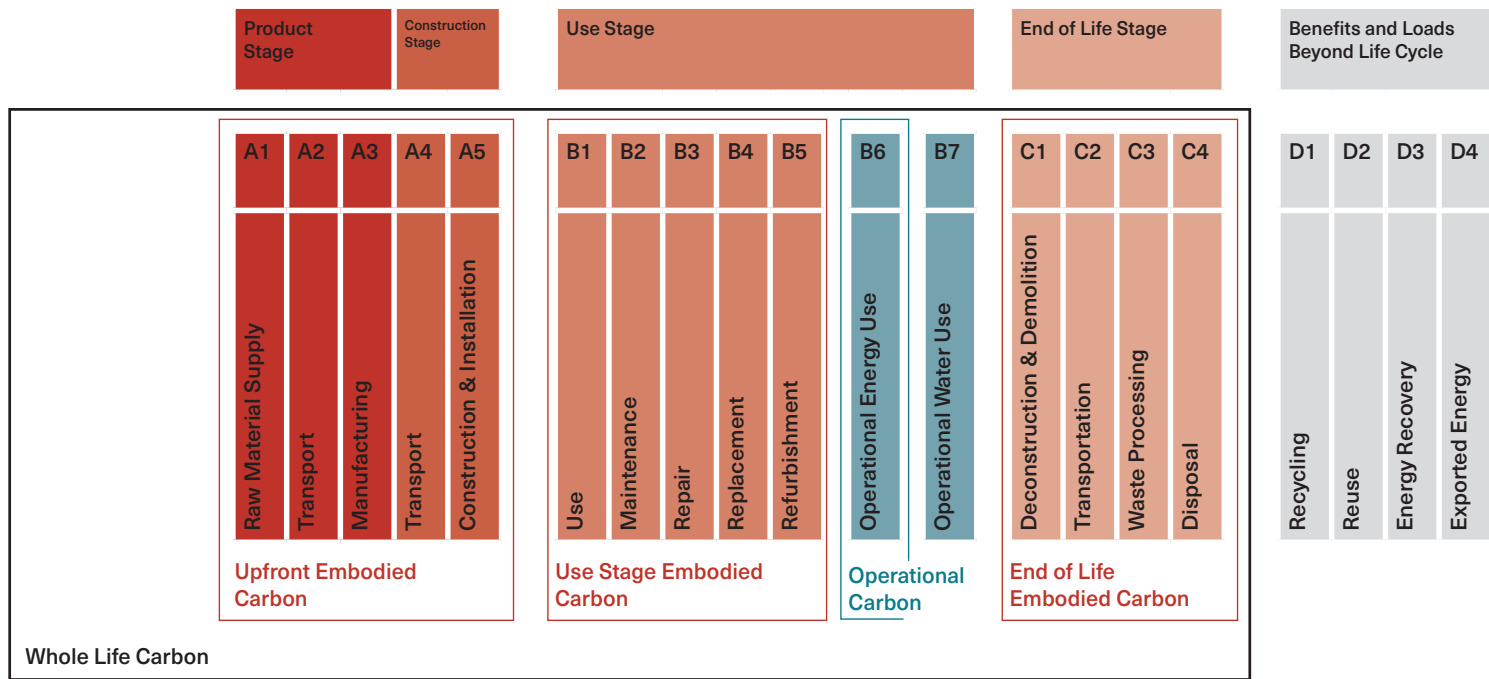 Product
Stage
Construction
Stage
Use Stage
End of Life Stage
Benefits and Loads
Beyond Life Cycle
A1
A2
A3
A4
A5
B1
B2
B3
B4
B5
B6
B7
C1
C2
C3
C4
D1
D2
D3
D4
Raw Material Supply
Transport
Manufacturing
Transport
Construction & Installation
Use
Maintenance
Repair
Replacement
Refurbishment
Operational Energy Use
Operational Water Use
Deconstruction & Demolition
Transportation
Waste Processing
Disposal
Recycling
Reuse
Energy Recovery
Exported Energy
Upfront Embodied
Carbon
Use Stage Embodied
Carbon
Operational
Carbon
End of Life
Embodied Carbon
Whole Life Carbon